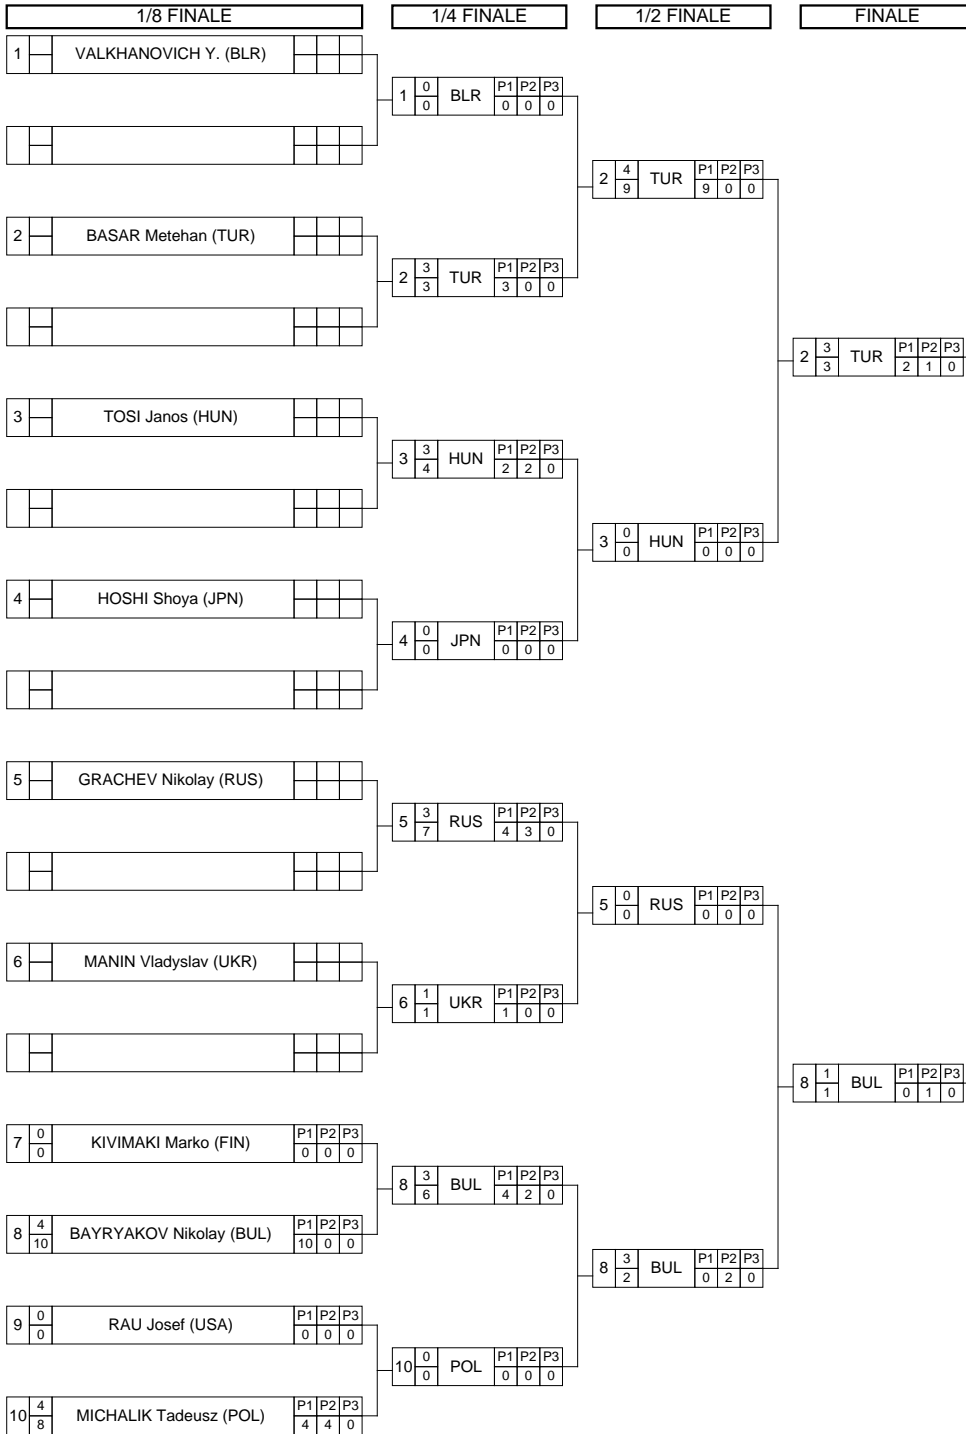 1/8 FINALE 1/4 FINALE 1/2 FINALE FINALE
1 VALKHANOVICH Y. (BLR)
1 0 0 BLR P1 P2 P3 0 0 0
2 4 9 TUR P1 P2 P3 9 0 0
2 BASAR Metehan (TUR)
2 3 3 TUR P1 P2 P3 3 0 0
2 3 3 TUR P1 P2 P3 2 1 0
3 TOSI Janos (HUN)
3 3 4 HUN P1 P2 P3 2 2 0
3 0 0 HUN P1 P2 P3 0 0 0
4 HOSHI Shoya (JPN)
4 0 0 JPN P1 P2 P3 0 0 0
5 GRACHEV Nikolay (RUS)
5 3 7 RUS P1 P2 P3 4 3 0
5 0 0 RUS P1 P2 P3 0 0 0
6 MANIN Vladyslav (UKR)
6 1 1 UKR P1 P2 P3 1 0 0
8 1 1 BUL P1 P2 P3 0 1 0
7 0 0 KIVIMAKI Marko (FIN) P1 P2 P3 0 0 0
8 3 6 BUL P1 P2 P3 4 2 0
8 4 10 BAYRYAKOV Nikolay (BUL) P1 P2 P3 10 0 0
8 3 2 BUL P1 P2 P3 0 2 0
9 0 0 RAU Josef (USA) P1 P2 P3 0 0 0
10 0 0 POL P1 P2 P3 0 0 0
10 4 8 MICHALIK Tadeusz (POL) P1 P2 P3 4 4 0